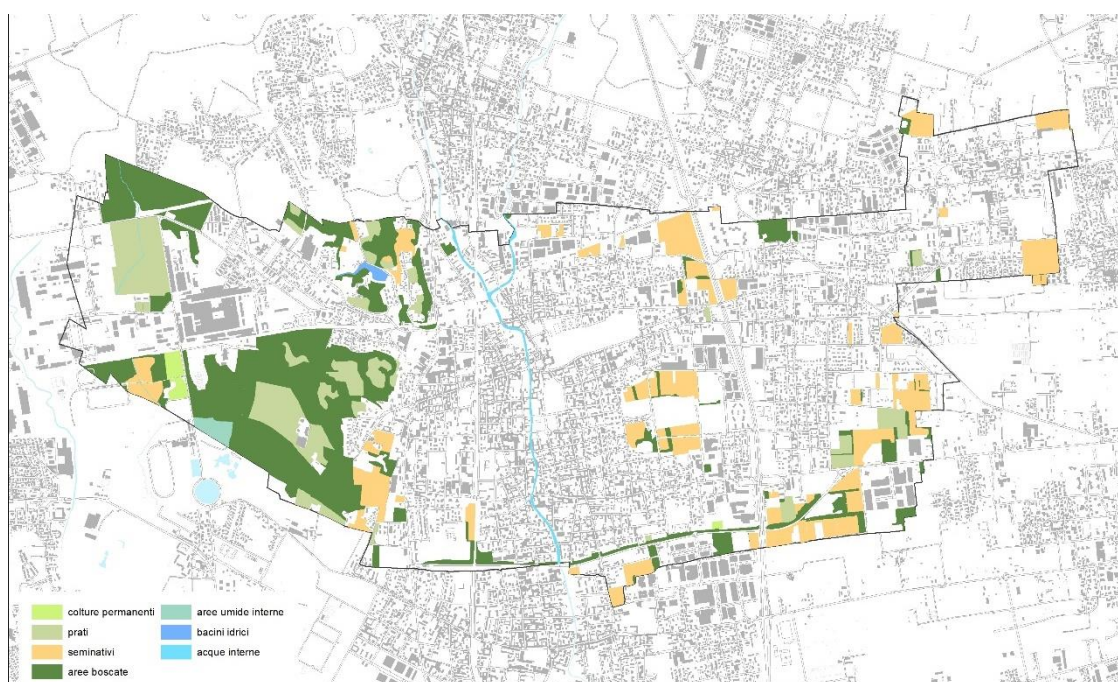 colture permanenti
prati
seminativi
aree boscate
aree umide interne
bacini idrici
acque interne